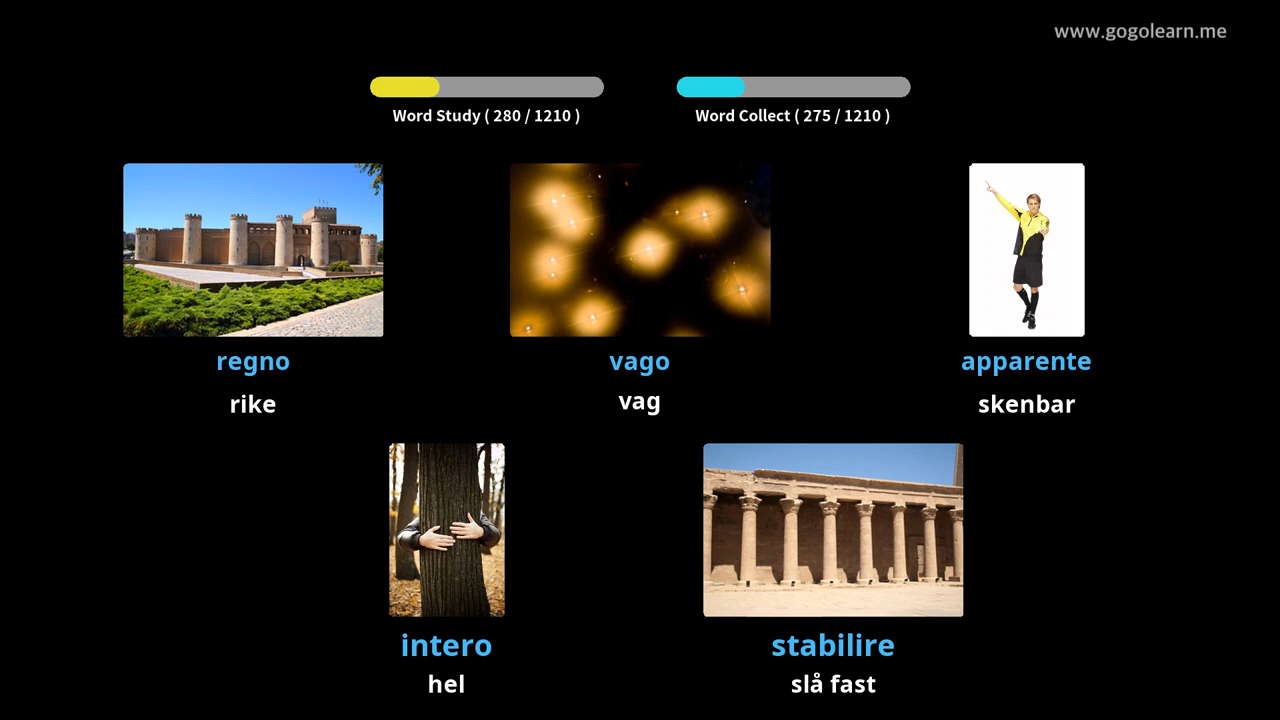 www.gogolearn.me
Word Study ( 280 / 1210 )
Word Collect ( 275 / 1210 )
regno
rike
vago
vag
apparente
skenbar
intero
hel
stabilire
slå fast